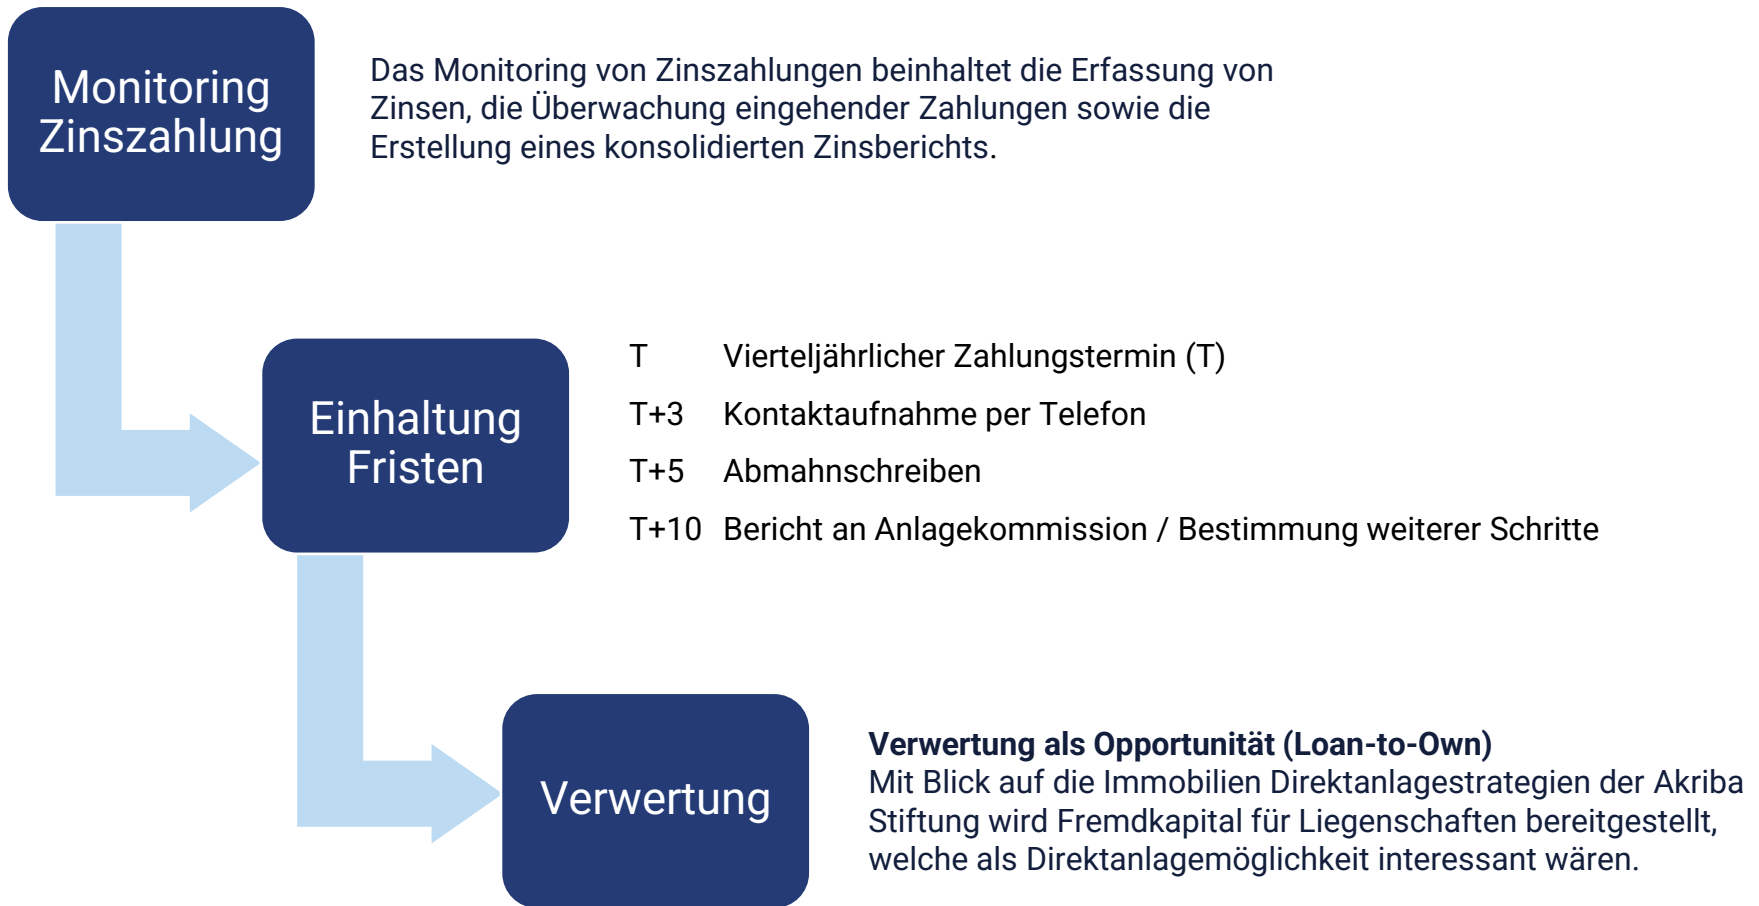 Monitoring
Zinszahlung
Das Monitoring von Zinszahlungen beinhaltet die Erfassung von
Zinsen, die Überwachung eingehender Zahlungen sowie die
Erstellung eines konsolidierten Zinsberichts.
Einhaltung
Fristen
T Vierteljährlicher Zahlungstermin (T)
T+3 Kontaktaufnahme per Telefon
T+5 Abmahnschreiben
T+10 Bericht an Anlagekommission / Bestimmung weiterer Schritte
Verwertung
Verwertung als Opportunität (Loan-to-Own)
Mit Blick auf die Immobilien Direktanlagestrategien der Akriba
Stiftung wird Fremdkapital für Liegenschaften bereitgestellt,
welche als Direktanlagemöglichkeit interessant wären.